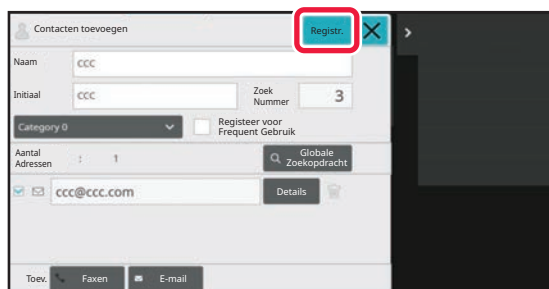 Contacten toevoegen
Registr.
Naam
ccc
Initiaal
ccc
Zoek
Nummer
3
Category 0
Registeer voor
Frequent Gebruik
Aantal
Adressen
:
1
Globale
Zoekopdracht
ccc@ccc.com
Details
Toev.
Faxen
E-mail